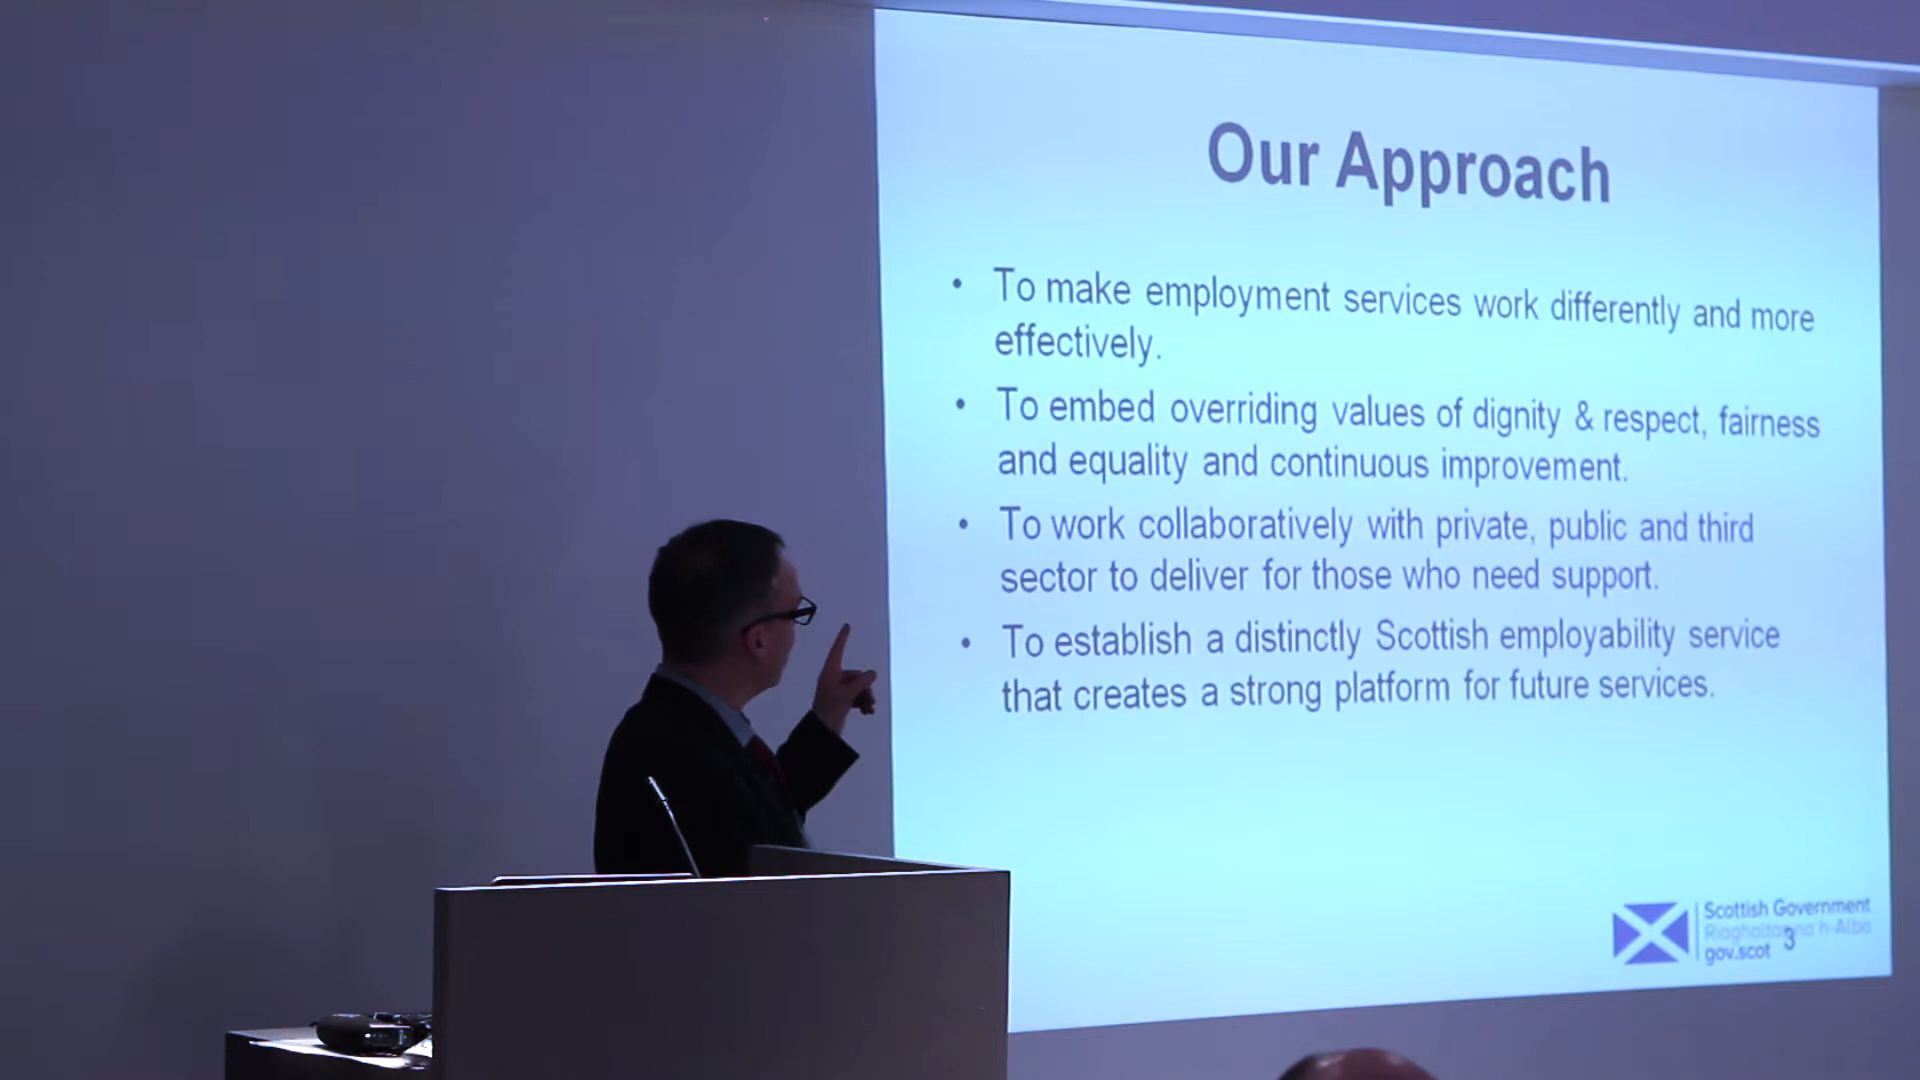 Our Approach
• To make employment services work differently and more
effectively.
• To embed overriding values of dignity & respect, fairness
and equality and continuous improvement.
• To work collaboratively with private, public and third
sector to deliver for those who need support.
• To establish a distinctly Scottish employability service
that creates a strong platform for future services.
Scottish Government
Riaghaltas na h-Alba
gov.scot
3